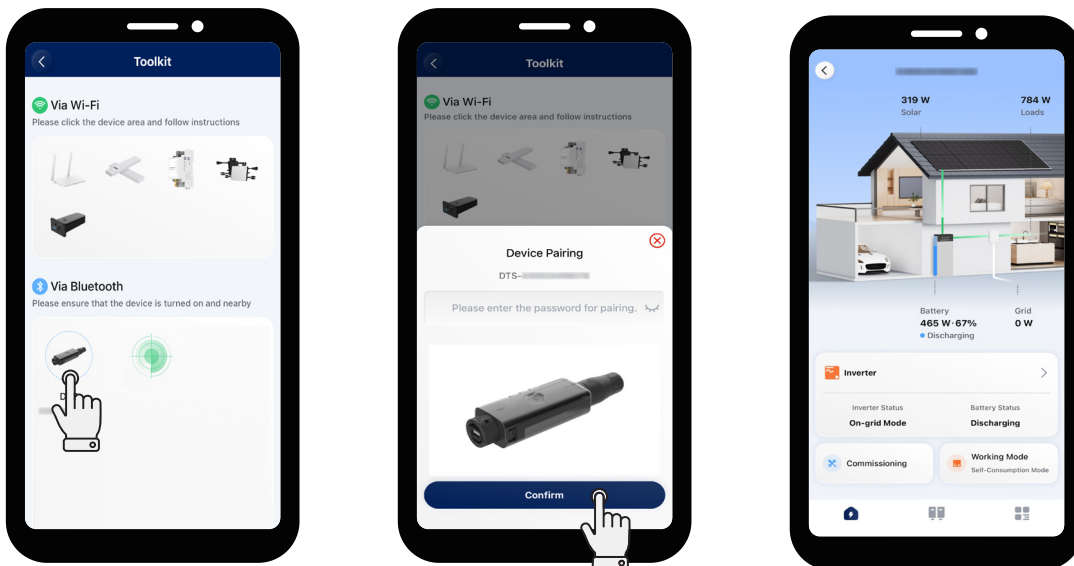 Toolkit
Via Wi-Fi
Please click the device area and follow instructions
Via Bluetooth
Please ensure that the device is turned on and nearby
D
Toolkit
Via Wi-Fi
Please click the device area and follow instructions
Device Pairing
DTS-
Please enter the password for pairing.
Confirm
319 W
Solar
784 W
Loads
Battery
465 W·67%
Discharging
Grid
0 W
Inverter
Inverter Status
On-grid Mode
Battery Status
Discharging
Commissioning
Working Mode
Self-Consumption Mode